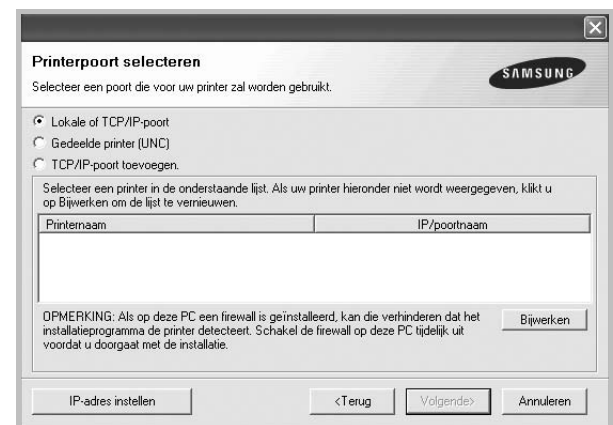 Printerpoort selecteren
Selecteer een poort die voor uw printer zal worden gebruikt.
SAMSUNG
Lokale of TCP/IP-poort
Gedeelde printer (UNC)
TCP/IP-poort toevoegen.
Selecteer een printer in de onderstaande lijst. Als uw printer hieronder niet wordt weergegeven, klikt u
op Bijwerken om de lijst te vernieuwen.
Printernaam IP/poortnaam
OPMERKING: Als op deze PC een firewall is geïnstalleerd, kan die verhinderen dat het
installatieprogramma de printer detecteert. Schakel de firewall op deze PC tijdelijk uit
voordat u doorgaat met de installatie.
Bijwerken
IP-adres instellen <Terug Volgende> Annuleren